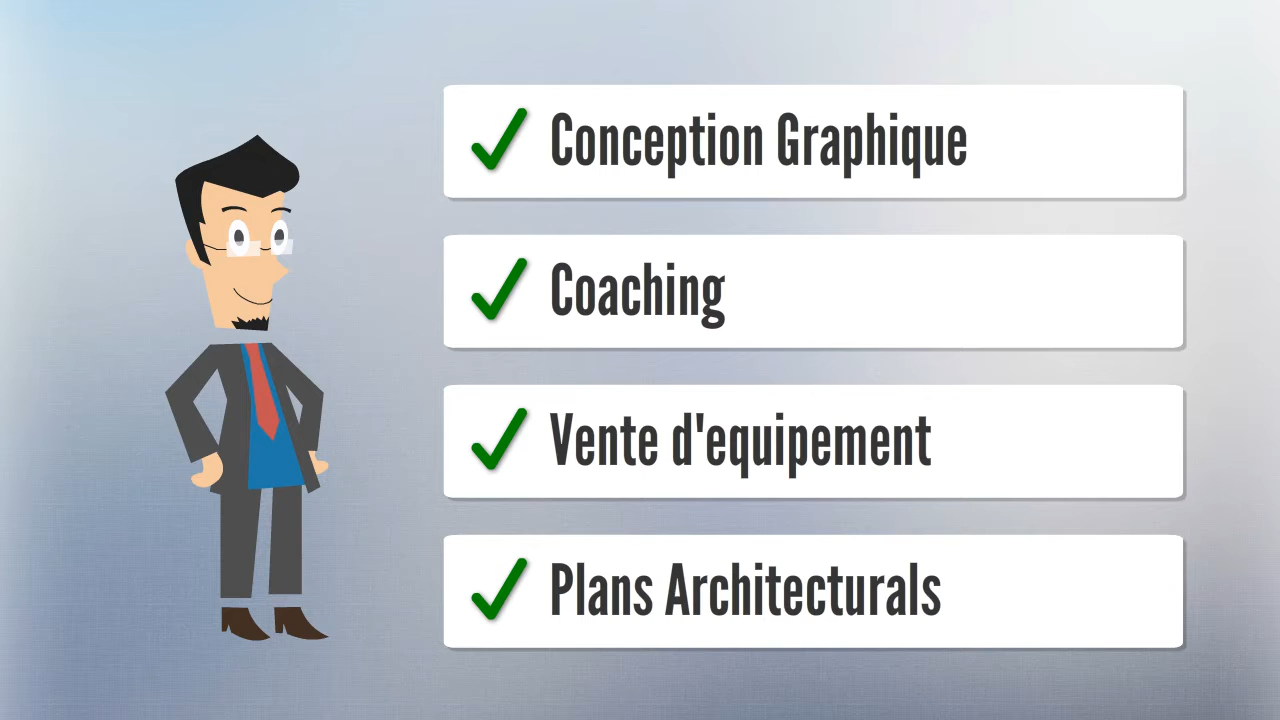 Conception Graphique
Coaching
Vente d'equipement
Plans Architecturals